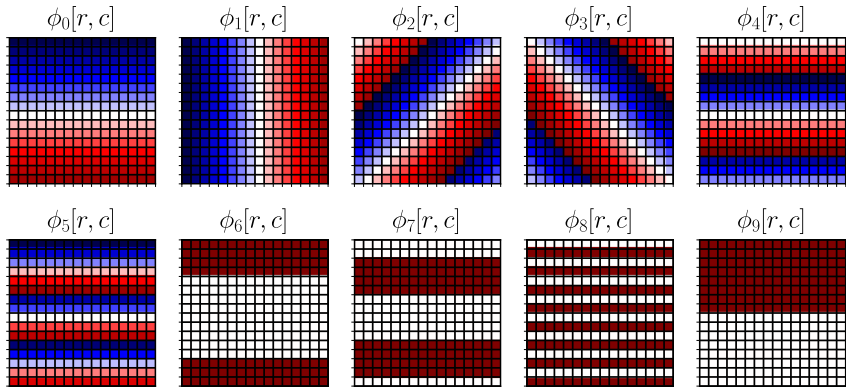 ϕ₀[r, c] ϕ₁[r, c] ϕ₂[r, c] ϕ₃[r, c] ϕ₄[r, c]
ϕ₅[r, c] ϕ₆[r, c] ϕ₇[r, c] ϕ₈[r, c] ϕ₉[r, c]